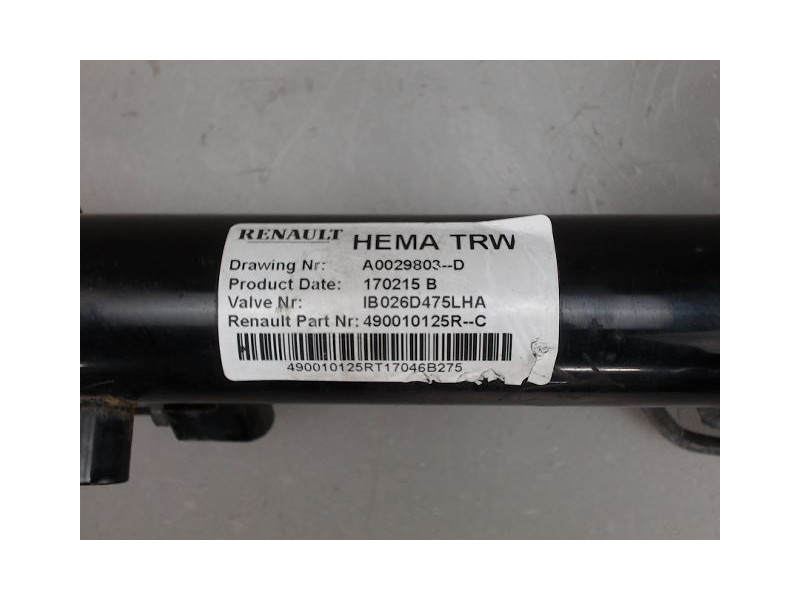 RENAULT HEMA TRW
Drawing Nr: A0029803--D
Product Date: 170215 B
Valve Nr: IB026D475LHA
Renault Part Nr: 490010125R--C
490010125RT17046B275